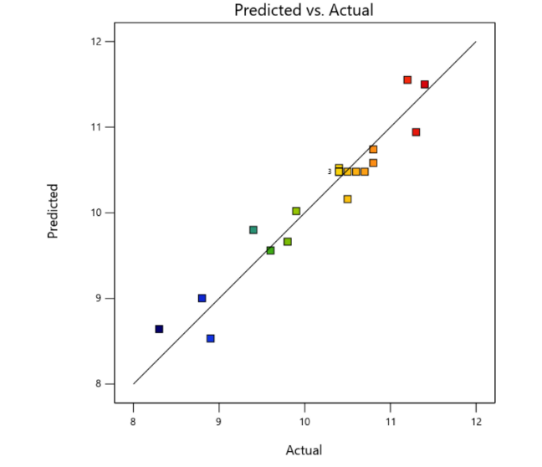 Predicted vs. Actual
12
11
10
9
8
3
Predicted
8 9 10 11 12
Actual